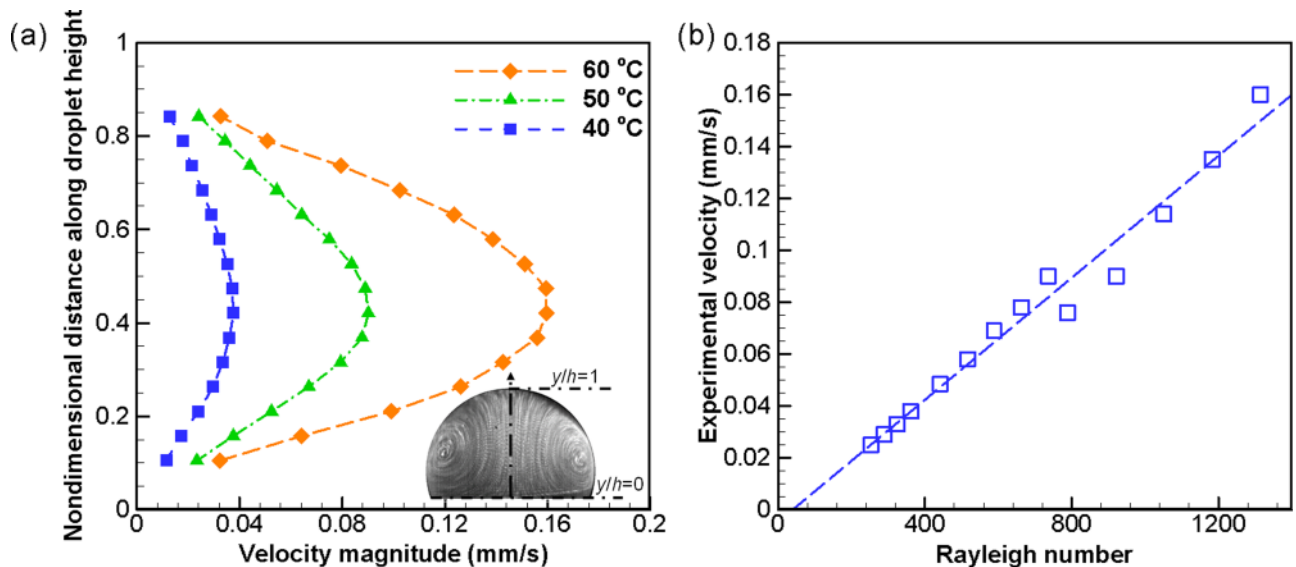 (a)
Nondimensional distance along droplet height
1
0.8
0.6
0.4
0.2
0
60 °C
50 °C
40 °C
y/h=1
y/h=0
0
0.04
0.08
0.12
0.16
0.2
Velocity magnitude (mm/s)
(b)
Experimental velocity (mm/s)
0.18
0.16
0.14
0.12
0.1
0.08
0.06
0.04
0.02
0
0
400
800
1200
Rayleigh number